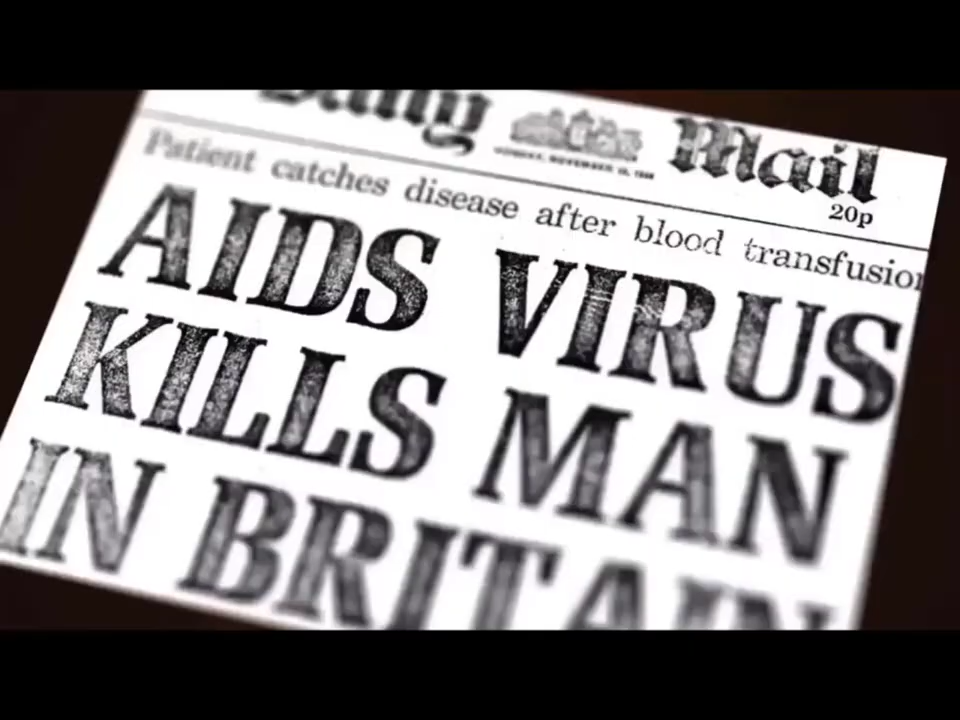 Daily Mail
20p
Patient catches disease after blood transfusion
AIDS VIRUS
KILLS MAN
IN BRITAIN